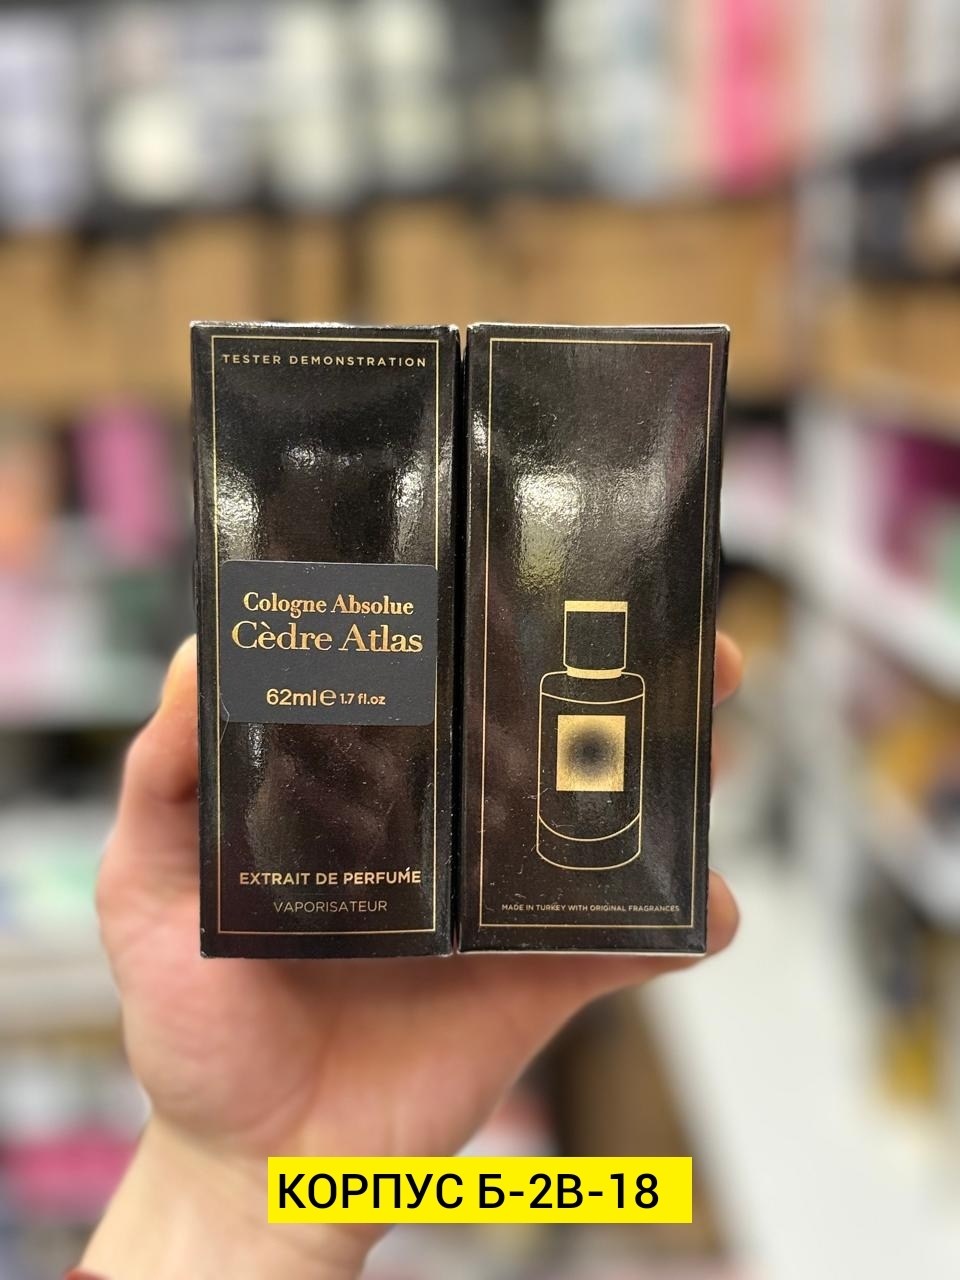 TESTER DEMONSTRATION
Cologne Absolue
Cèdre Atlas
62ml e 1.7 fl.oz
EXTRAIT DE PERFUME
VAPORISATEUR
MADE IN TURKEY WITH ORIGINAL FRAGRANCES
КОРПУС Б-2В-18